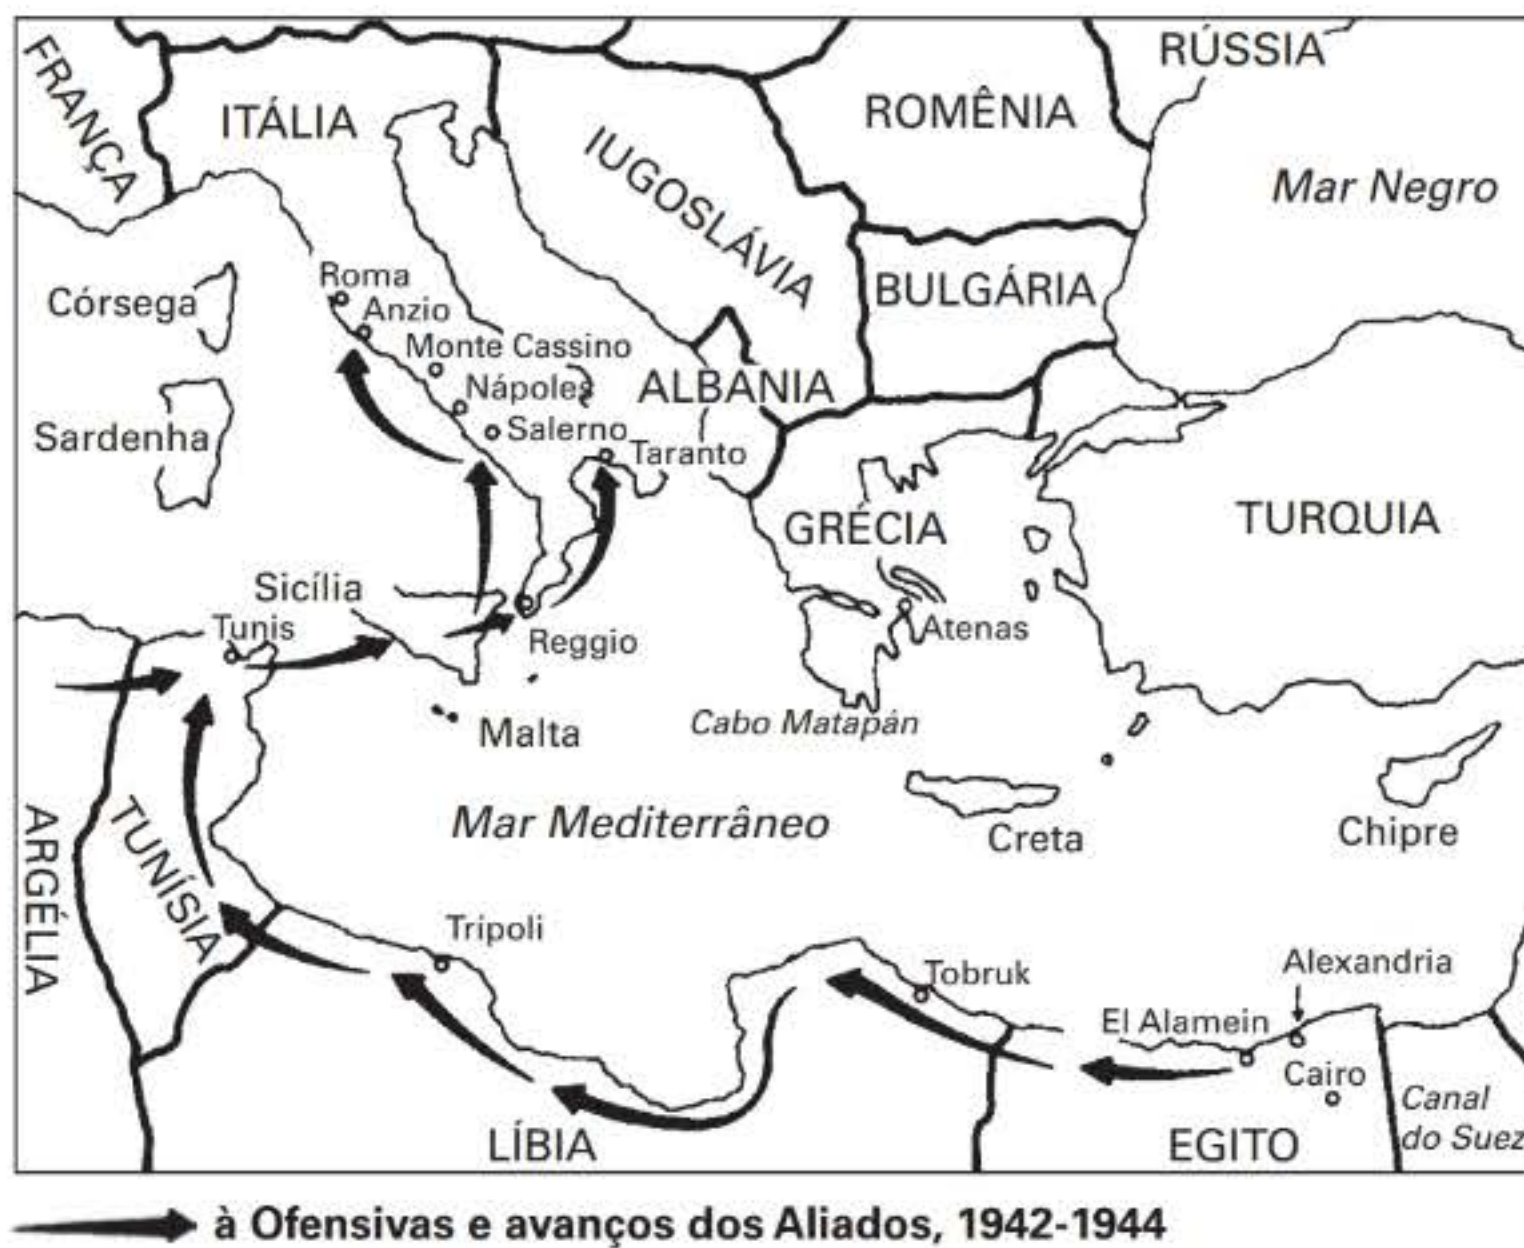 FRANÇA
ITÁLIA
IUGOSLÁVIA
ROMÊNIA
RÚSSIA
Mar Negro
BULGÁRIA
Córsega
Roma
Anzio
Monte Cassino
Nápoles
ALBANIA
Sardenha
Salerno
Taranto
GRÉCIA
TURQUIA
Sicília
Tunis
Reggio
Atenas
Malta
Cabo Matapán
ARGÉLIA
TUNÍSIA
Mar Mediterrâneo
Creta
Chipre
Trípoli
Tobruk
Alexandria
El Alamein
Cairo
Canal
do Suez
LÍBIA
EGITO
à Ofensivas e avanços dos Aliados, 1942-1944